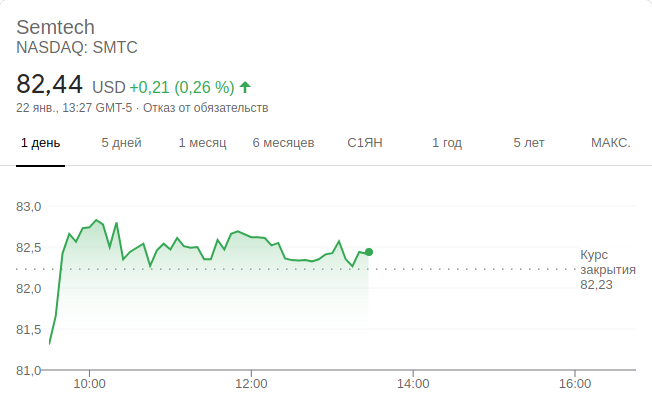 Semtech
NASDAQ: SMTC
82,44 USD +0,21 (0,26 %)
22 янв., 13:27 GMT-5 · Отказ от обязательств
1 день 5 дней 1 месяц 6 месяцев С1ЯН 1 год 5 лет МАКС.
83,0
82,5
Курс
закрытия
82,23
82,0
81,5
81,0
10:00 12:00 14:00 16:00